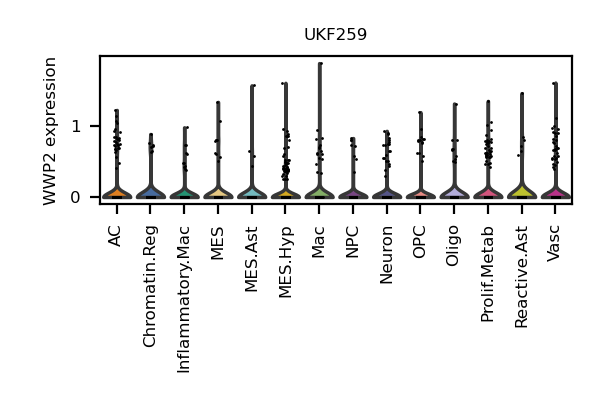 UKF259
WWP2 expression
1
0
AC
Chromatin.Reg
Inflammatory.Mac
MES
MES.Ast
MES.Hyp
Mac
NPC
Neuron
OPC
Oligo
Prolif.Metab
Reactive.Ast
Vasc